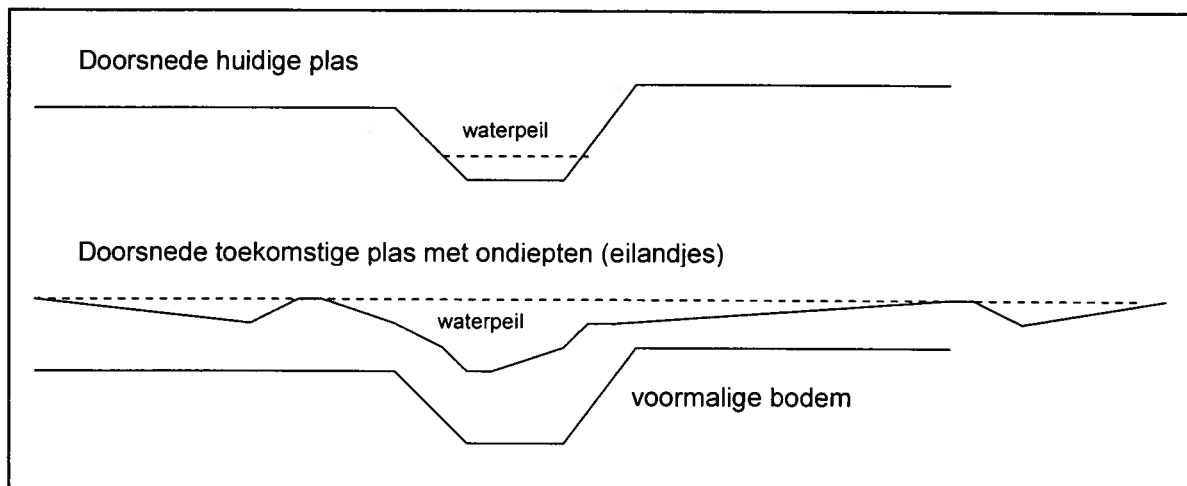 Doorsnede huidige plas
waterpeil
Doorsnede toekomstige plas met ondiepten (eilandjes)
waterpeil
voormalige bodem